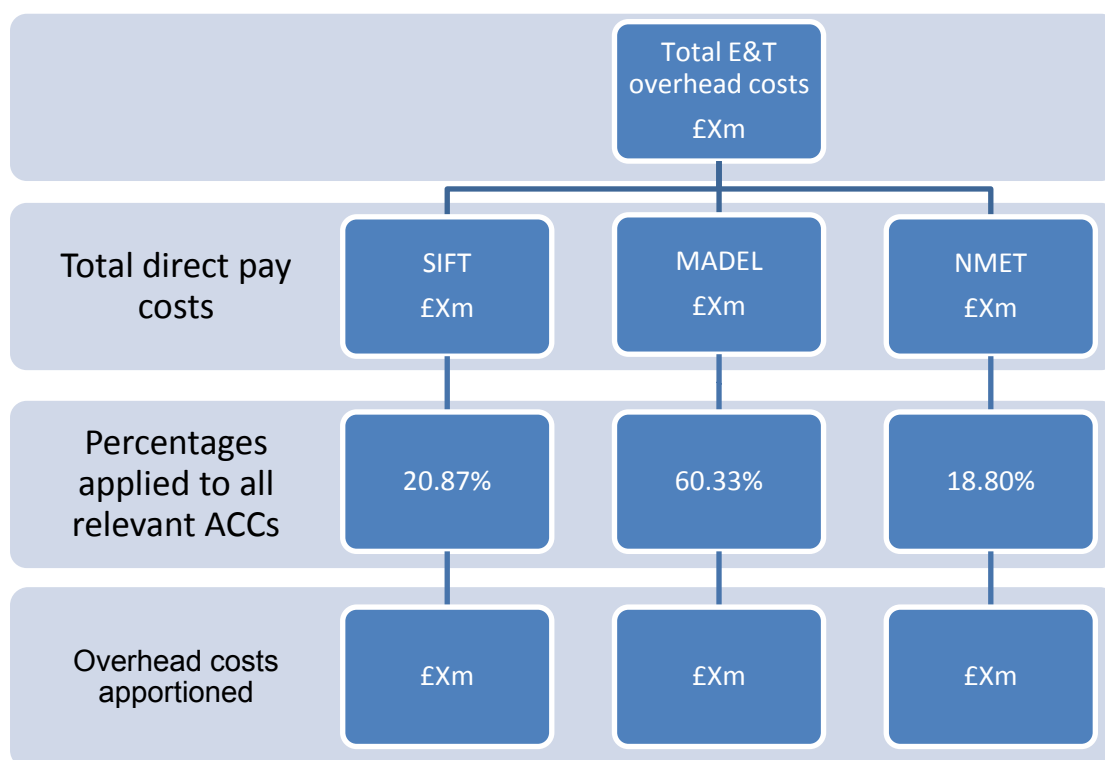 Total E&T
overhead costs
£Xm
Total direct pay
costs
SIFT
£Xm
MADEL
£Xm
NMET
£Xm
Percentages
applied to all
relevant ACCs
20.87%
60.33%
18.80%
Overhead costs
apportioned
£Xm
£Xm
£Xm